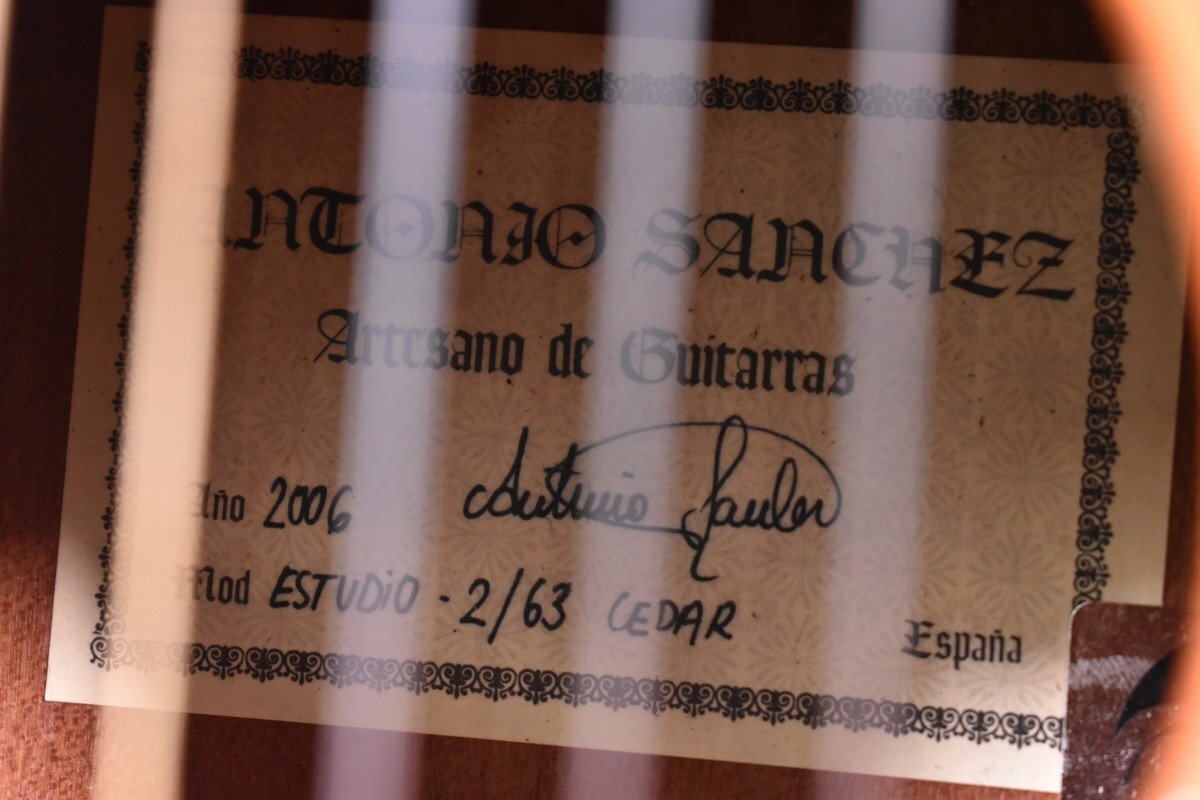 ANTONIO SANCHEZ
Artesano de Guitarras
Año 2006
Antonio Sanchez
Mod ESTUDIO - 2/63 CEDAR
España